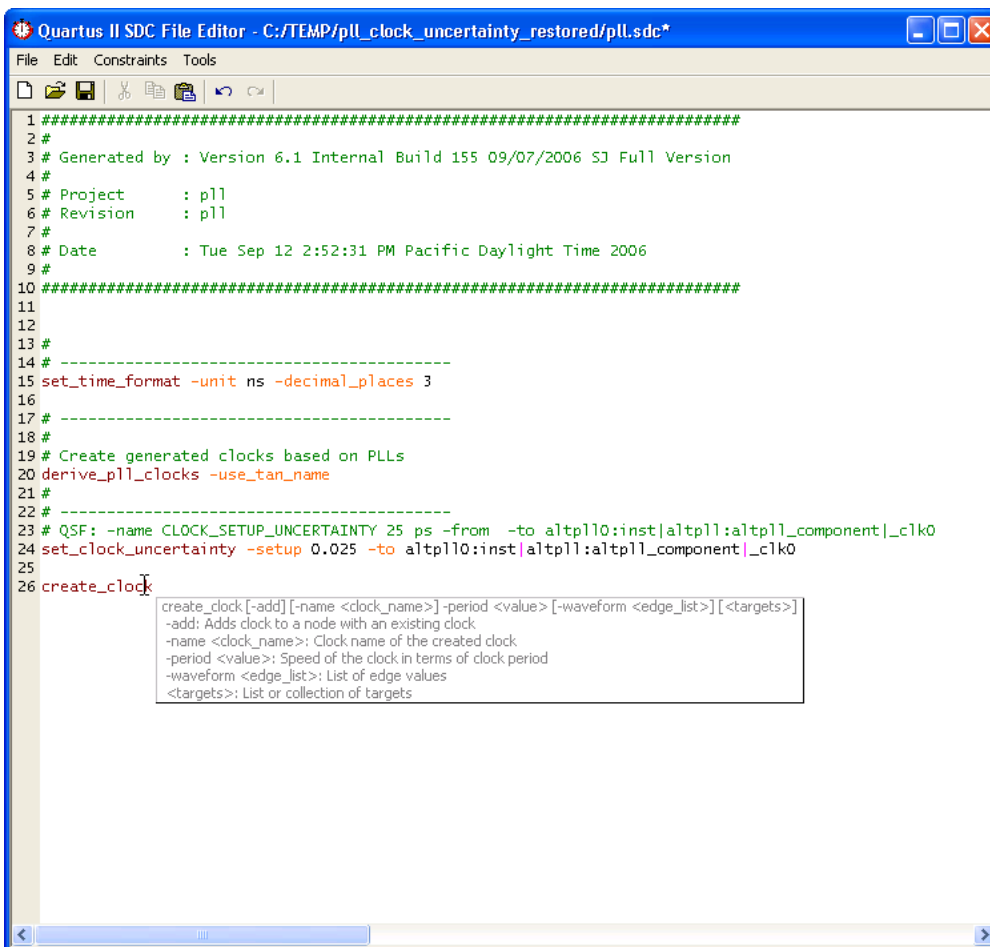 Quartus II SDC File Editor - C:/TEMP/pll_clock_uncertainty_restored/pll.sdc*
File Edit Constraints Tools
1 ###########################################################################
2 #
3 # Generated by : Version 6.1 Internal Build 155 09/07/2006 SJ Full Version
4 #
5 # Project : pll
6 # Revision : pll
7 #
8 # Date : Tue Sep 12 2:52:31 PM Pacific Daylight Time 2006
9 #
10 ###########################################################################
11
12
13 #
14 # ------------------------------------------
15 set_time_format -unit ns -decimal_places 3
16
17 # ------------------------------------------
18 #
19 # Create generated clocks based on PLLs
20 derive_pll_clocks -use_tan_name
21 #
22 # ------------------------------------------
23 # QSF: -name CLOCK_SETUP_UNCERTAINTY 25 ps -from  -to altpll0:inst|altpll:altpll_component|_clk0
24 set_clock_uncertainty -setup 0.025 -to altpll0:inst|altpll:altpll_component|_clk0
25
26 create_clock
create_clock [-add] [-name <clock_name>] -period <value> [-waveform <edge_list>] [<targets>]
-add: Adds clock to a node with an existing clock
-name <clock_name>: Clock name of the created clock
-period <value>: Speed of the clock in terms of clock period
-waveform <edge_list>: List of edge values
<targets>: List or collection of targets